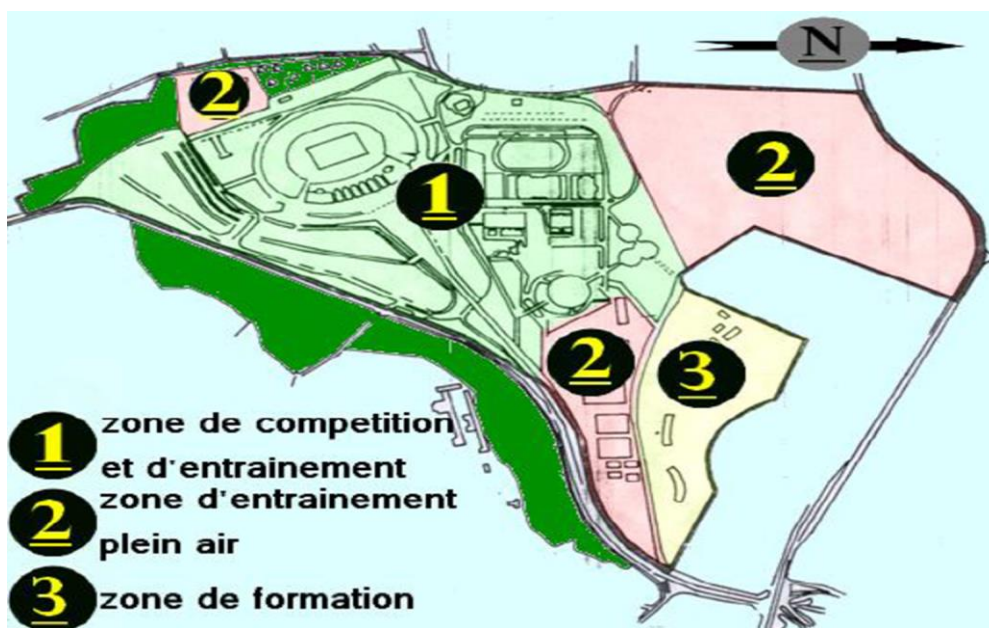 N
2
2
1
2
3
1 zone de competition
et d'entrainement
2 zone d'entrainement
plein air
3 zone de formation